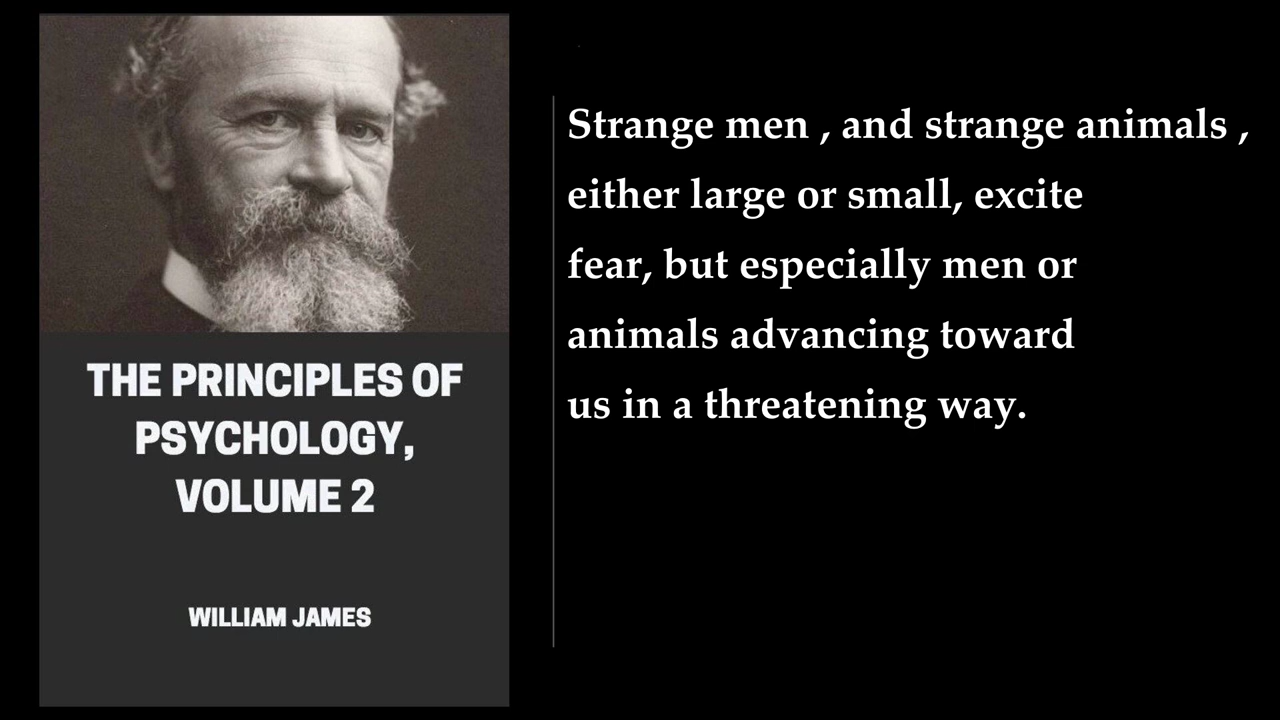 THE PRINCIPLES OF
PSYCHOLOGY,
VOLUME 2
WILLIAM JAMES
Strange men , and strange animals ,
either large or small, excite
fear, but especially men or
animals advancing toward
us in a threatening way.